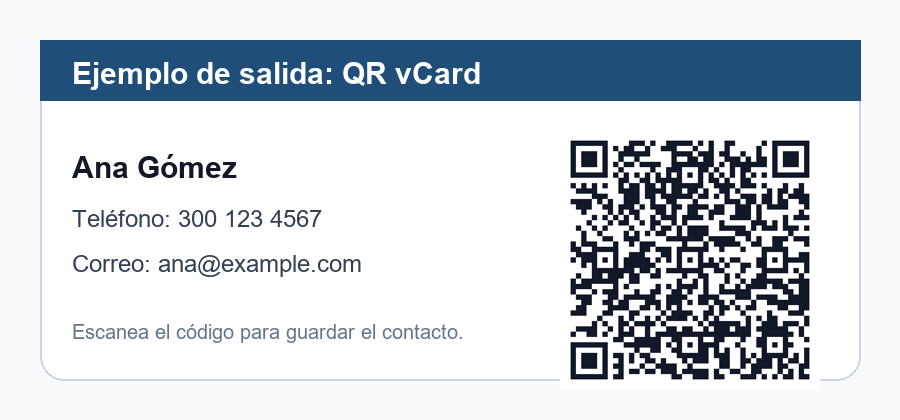 Ejemplo de salida: QR vCard
Ana Gómez
Teléfono: 300 123 4567
Correo: ana@example.com
Escanea el código para guardar el contacto.